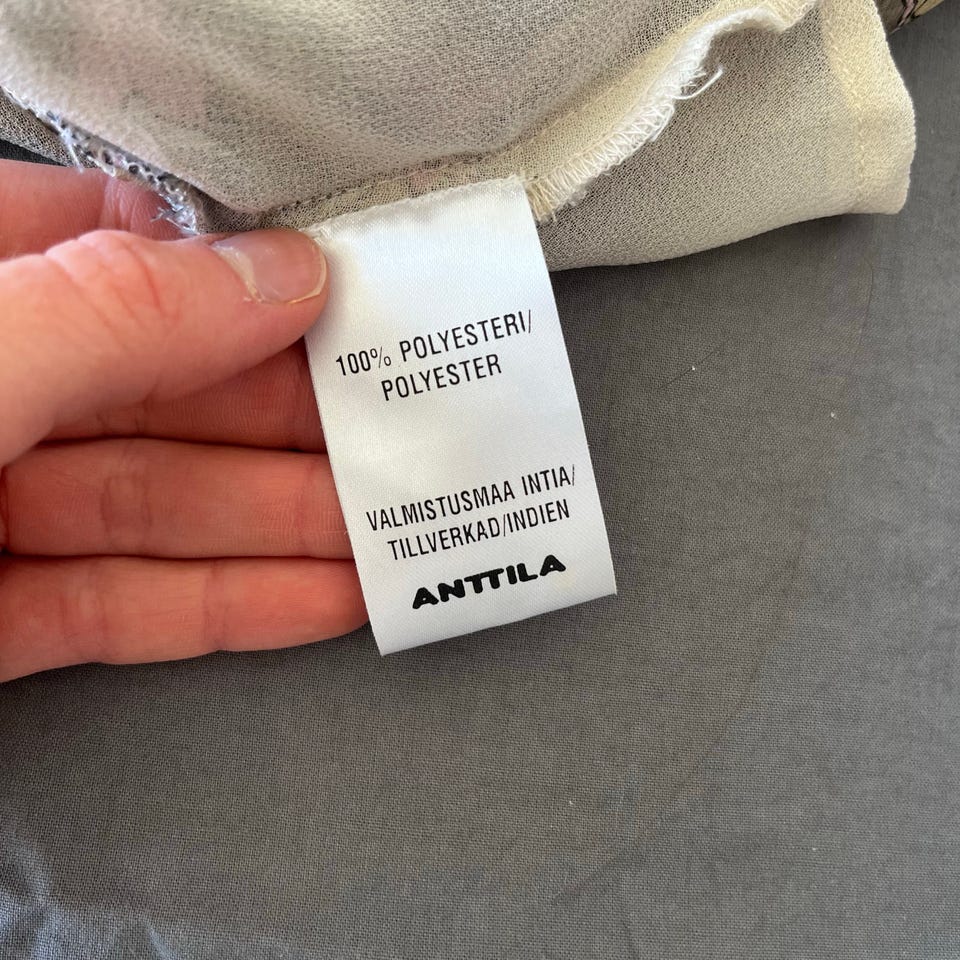 100% POLYESTERI/
POLYESTER
VALMISTUSMAA INTIA/
TILLVERKAD/INDIEN
ANTTILA